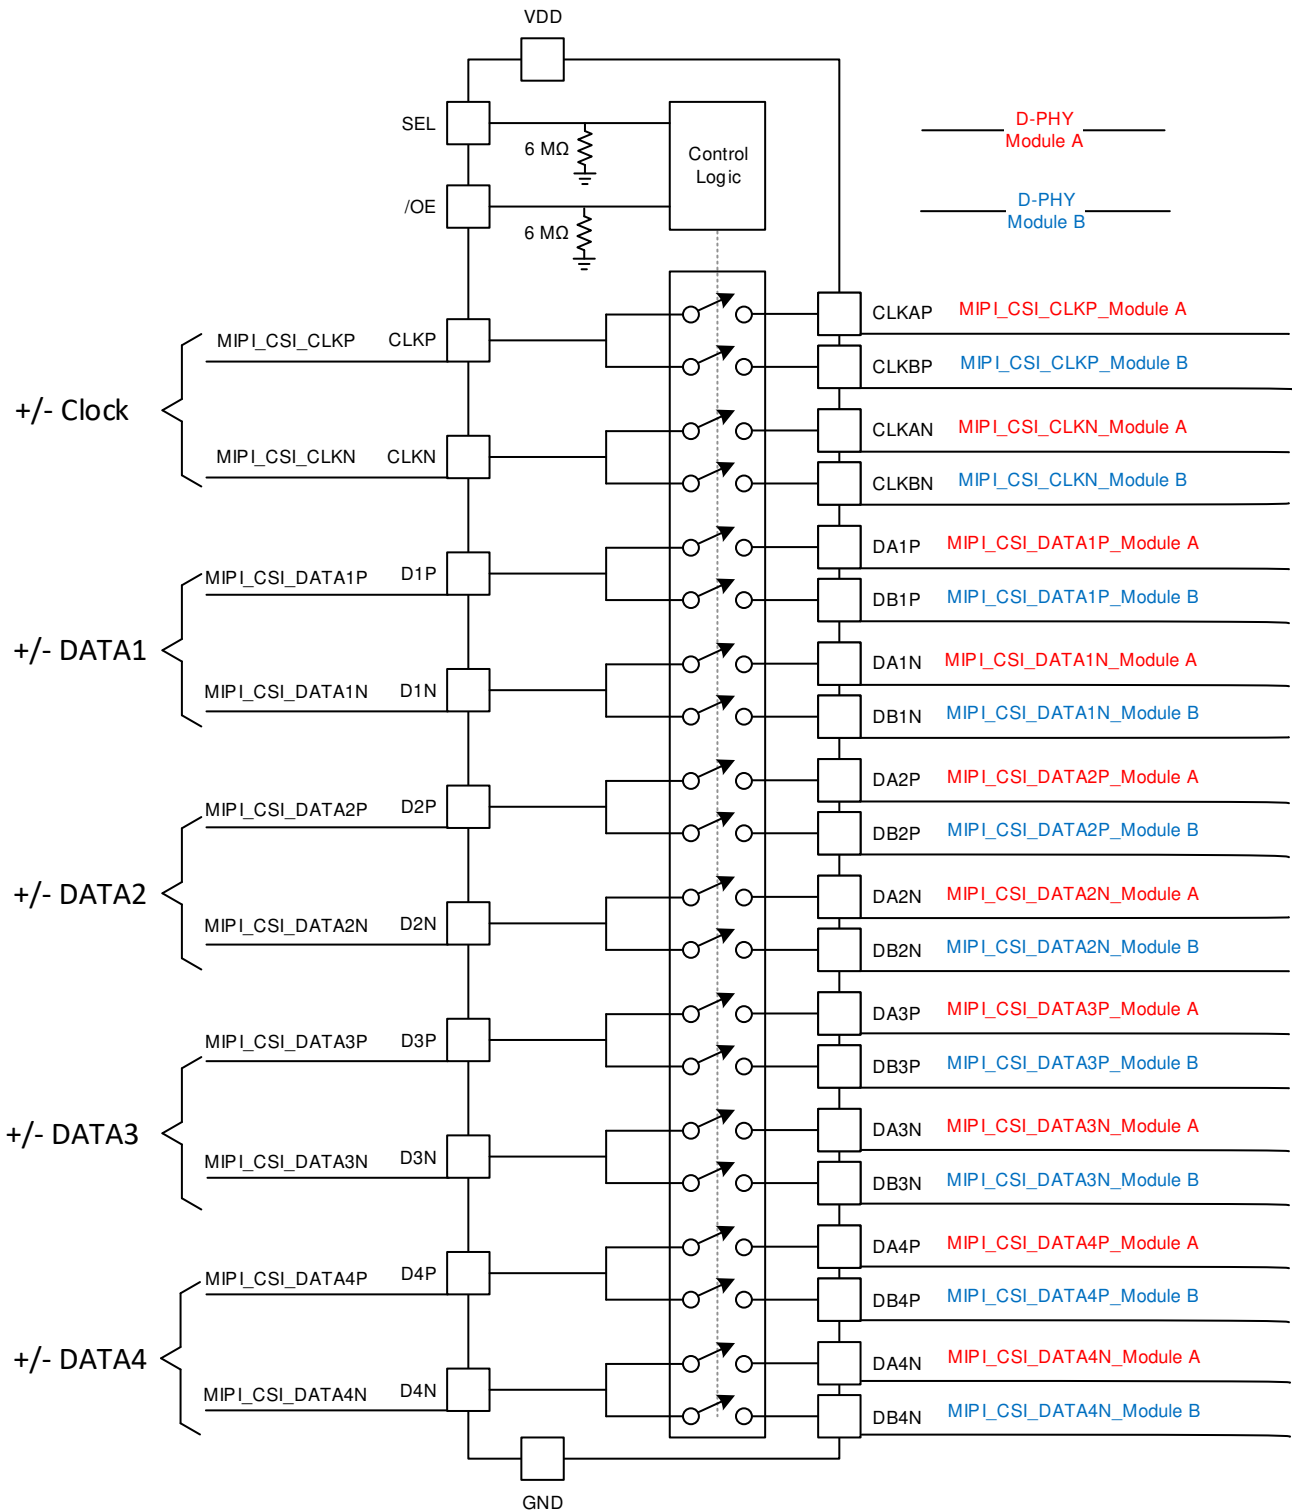 VDD
SEL
6 MΩ
Control
Logic
/OE
6 MΩ
D-PHY
Module A
D-PHY
Module B
+/- Clock
MIPI_CSI_CLKP CLKP
CLKAP MIPI_CSI_CLKP_Module A
CLKBP MIPI_CSI_CLKP_Module B
MIPI_CSI_CLKN CLKN
CLKAN MIPI_CSI_CLKN_Module A
CLKBN MIPI_CSI_CLKN_Module B
+/- DATA1
MIPI_CSI_DATA1P D1P
DA1P MIPI_CSI_DATA1P_Module A
DB1P MIPI_CSI_DATA1P_Module B
MIPI_CSI_DATA1N D1N
DA1N MIPI_CSI_DATA1N_Module A
DB1N MIPI_CSI_DATA1N_Module B
+/- DATA2
MIPI_CSI_DATA2P D2P
DA2P MIPI_CSI_DATA2P_Module A
DB2P MIPI_CSI_DATA2P_Module B
MIPI_CSI_DATA2N D2N
DA2N MIPI_CSI_DATA2N_Module A
DB2N MIPI_CSI_DATA2N_Module B
+/- DATA3
MIPI_CSI_DATA3P D3P
DA3P MIPI_CSI_DATA3P_Module A
DB3P MIPI_CSI_DATA3P_Module B
MIPI_CSI_DATA3N D3N
DA3N MIPI_CSI_DATA3N_Module A
DB3N MIPI_CSI_DATA3N_Module B
+/- DATA4
MIPI_CSI_DATA4P D4P
DA4P MIPI_CSI_DATA4P_Module A
DB4P MIPI_CSI_DATA4P_Module B
MIPI_CSI_DATA4N D4N
DA4N MIPI_CSI_DATA4N_Module A
DB4N MIPI_CSI_DATA4N_Module B
GND